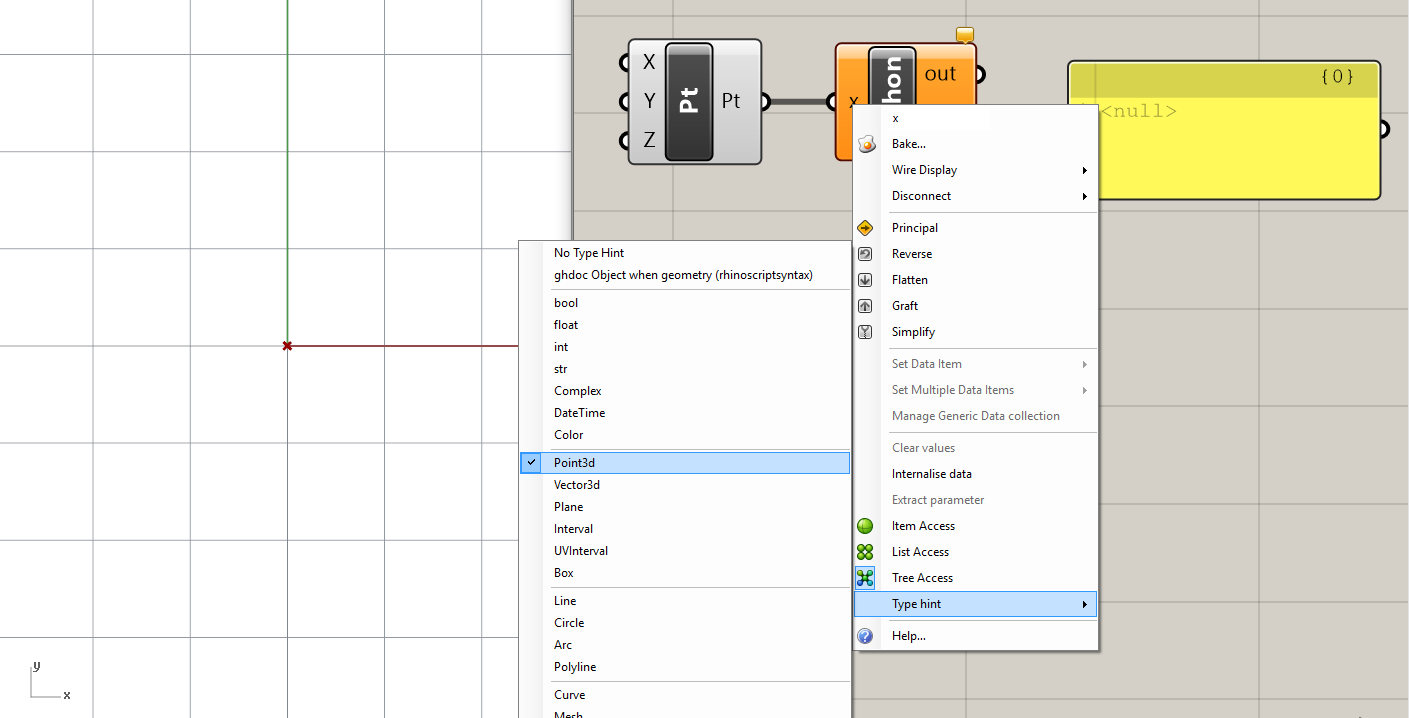 X
Y
Z
Pt
Pt
x
hon
out
{0}
<null>
x
Bake...
Wire Display
Disconnect
Principal
Reverse
Flatten
Graft
Simplify
Set Data Item
Set Multiple Data Items
Manage Generic Data collection
Clear values
Internalise data
Extract parameter
Item Access
List Access
Tree Access
Type hint
Help...
No Type Hint
ghdoc Object when geometry (rhinoscriptsyntax)
bool
float
int
str
Complex
DateTime
Color
Point3d
Vector3d
Plane
Interval
UVInterval
Box
Line
Circle
Arc
Polyline
Curve
Mesh
y
x